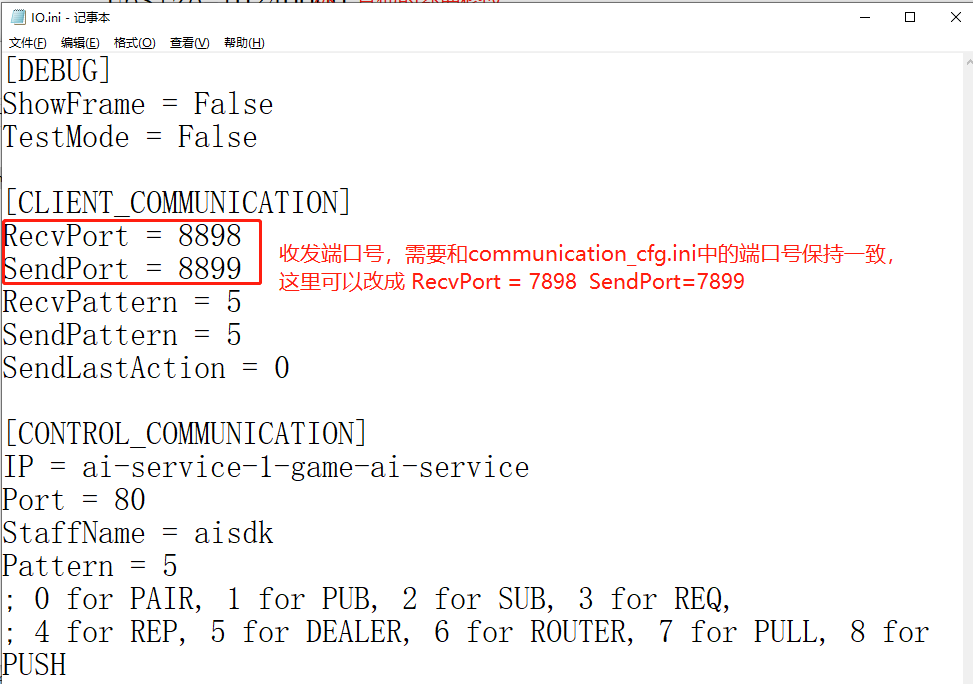 IO.ini - 记事本
文件(F) 编辑(E) 格式(O) 查看(V) 帮助(H)
[DEBUG]
ShowFrame = False
TestMode = False
[CLIENT_COMMUNICATION]
RecvPort = 8898
SendPort = 8899
收发端口号，需要和communication_cfg.ini中的端口号保持一致，
这里可以改成 RecvPort = 7898 SendPort=7899
RecvPattern = 5
SendPattern = 5
SendLastAction = 0
[CONTROL_COMMUNICATION]
IP = ai-service-1-game-ai-service
Port = 80
StaffName = aisdk
Pattern = 5
; 0 for PAIR, 1 for PUB, 2 for SUB, 3 for REQ,
; 4 for REP, 5 for DEALER, 6 for ROUTER, 7 for PULL, 8 for
PUSH